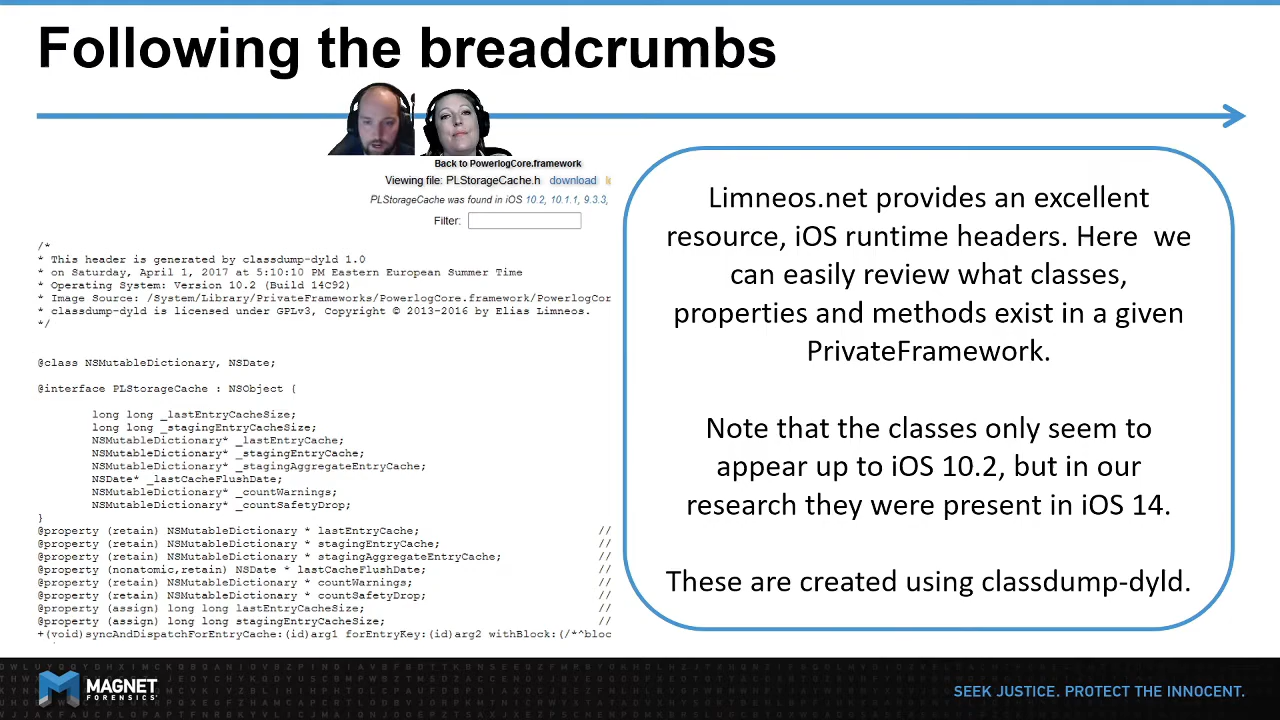 Following the breadcrumbs
Back to PowerlogCore.framework
Viewing file: PLStorageCache.h download
PLStorageCache was found in iOS 10.2, 10.1.1, 9.3.3,
Filter:
/*
* This header is generated by classdump-dyld 1.0
* on Saturday, April 1, 2017 at 5:10:10 PM Eastern European Summer Time
* Operating System: Version 10.2 (Build 14C92)
* Image Source: /System/Library/PrivateFrameworks/PowerlogCore.framework/PowerlogCor
* classdump-dyld is licensed under GPLv3, Copyright © 2013-2016 by Elias Limneos.
*/
@class NSMutableDictionary, NSDate;
@interface PLStorageCache : NSObject {
long long _lastEntryCacheSize;
long long _stagingEntryCacheSize;
NSMutableDictionary* _lastEntryCache;
NSMutableDictionary* _stagingEntryCache;
NSMutableDictionary* _stagingAggregateEntryCache;
NSDate* _lastCacheFlushDate;
NSMutableDictionary* _countWarnings;
NSMutableDictionary* _countSafetyDrop;
}
@property (retain) NSMutableDictionary * lastEntryCache; //
@property (retain) NSMutableDictionary * stagingEntryCache; //
@property (retain) NSMutableDictionary * stagingAggregateEntryCache; //
@property (nonatomic,retain) NSDate * lastCacheFlushDate; //
@property (retain) NSMutableDictionary * countWarnings; //
@property (retain) NSMutableDictionary * countSafetyDrop; //
@property (assign) long long lastEntryCacheSize; //
@property (assign) long long stagingEntryCacheSize; //
+(void)syncAndDispatchForEntryCache:(id)arg1 forEntryKey:(id)arg2 withBlock:(/*^bloc
Limneos.net provides an excellent
resource, iOS runtime headers. Here we
can easily review what classes,
properties and methods exist in a given
PrivateFramework.
Note that the classes only seem to
appear up to iOS 10.2, but in our
research they were present in iOS 14.
These are created using classdump-dyld.
MAGNET
FORENSICS
SEEK JUSTICE. PROTECT THE INNOCENT.